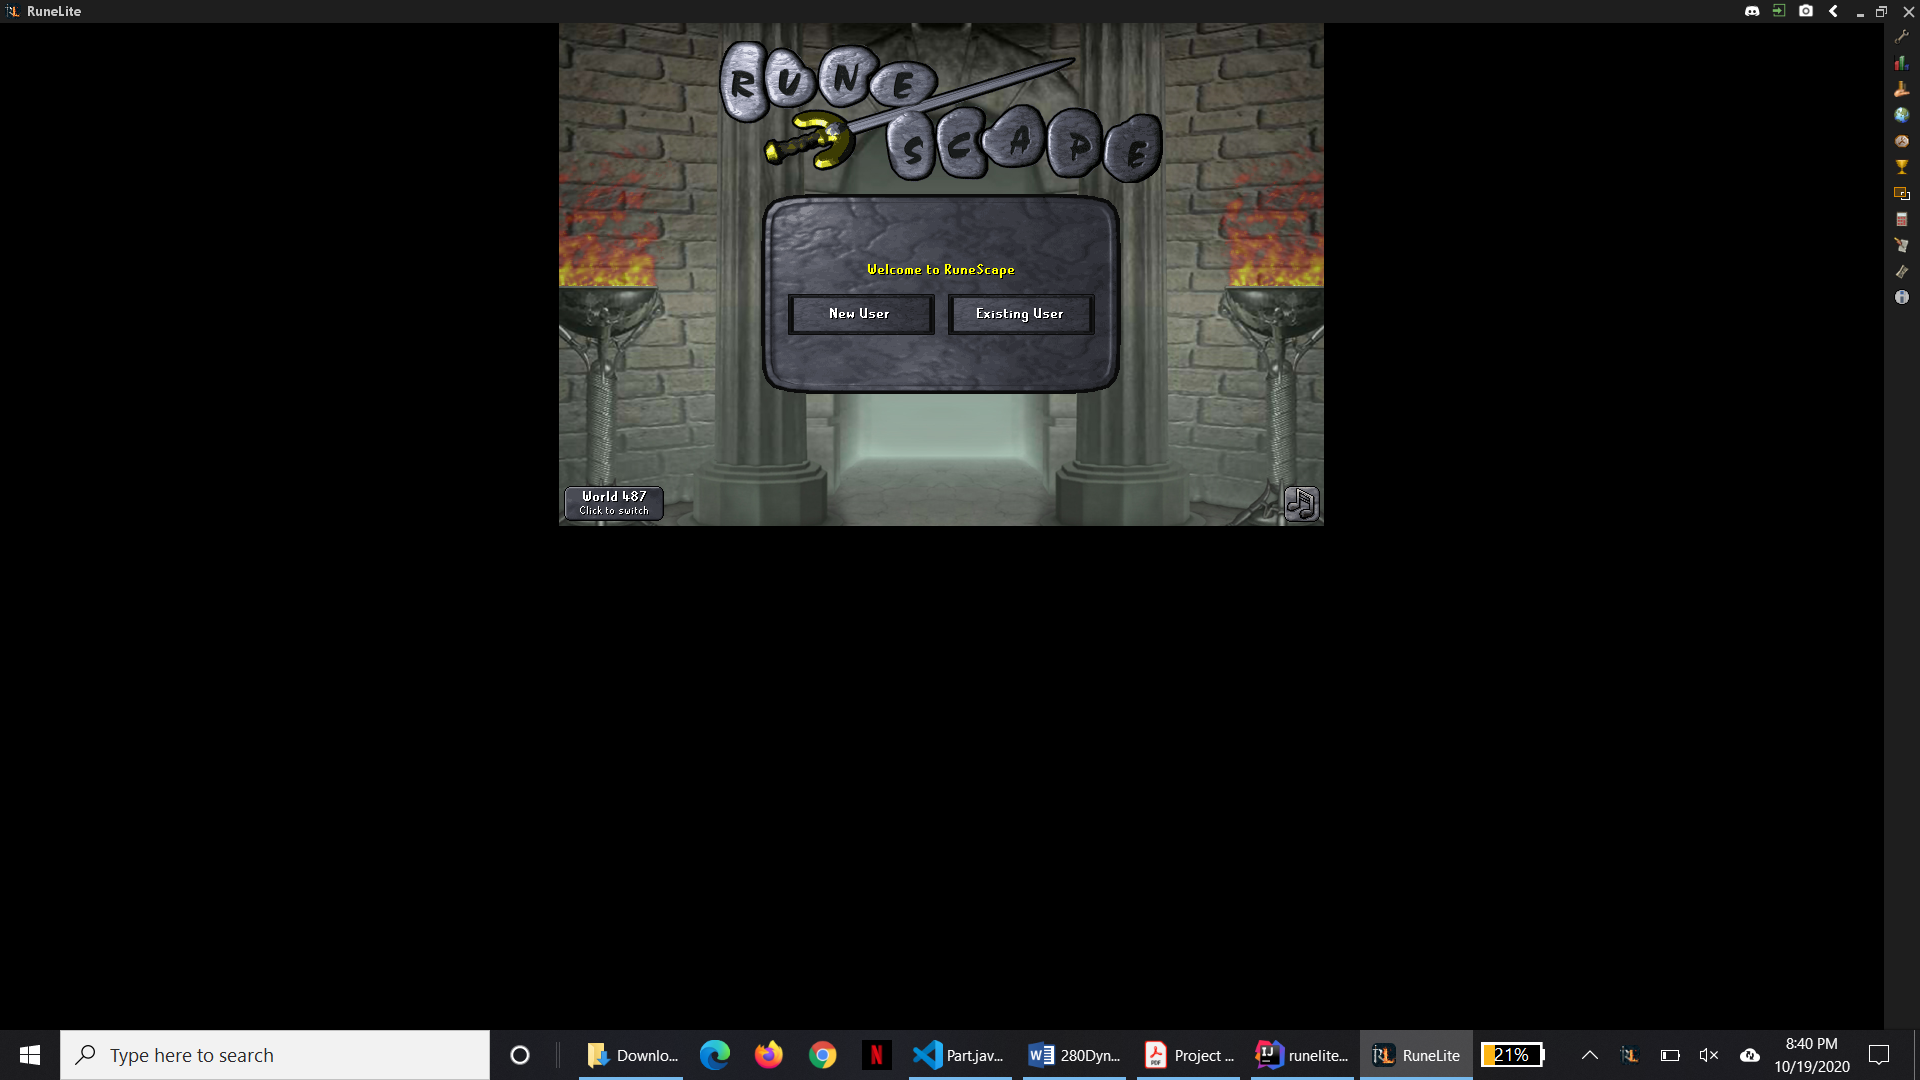 RuneLite
RUNE
SCAPE
Welcome to RuneScape
New User
Existing User
World 487
Click to switch
Type here to search
Downlo...
Part.jav...
280Dyn...
Project ...
runelite...
RuneLite
21%
8:40 PM
10/19/2020